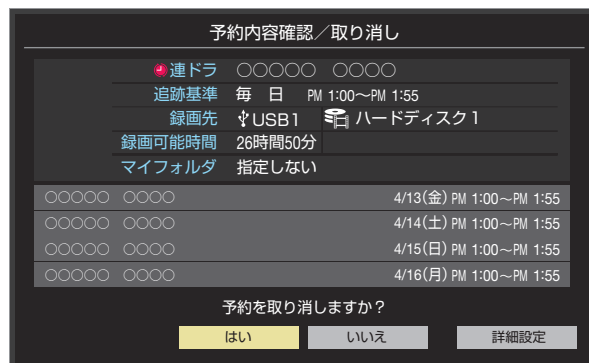 予約内容確認／取り消し
連ドラ ○○○○○ ○○○○
追跡基準 毎 日 PM 1:00～PM 1:55
録画先 USB1 ハードディスク1
録画可能時間 26時間50分
マイフォルダ 指定しない
○○○○○ ○○○○ 4/13(金) PM 1:00～PM 1:55
○○○○○ ○○○○ 4/14(土) PM 1:00～PM 1:55
○○○○○ ○○○○ 4/15(日) PM 1:00～PM 1:55
○○○○○ ○○○○ 4/16(月) PM 1:00～PM 1:55
予約を取り消しますか？
はい いいえ 詳細設定